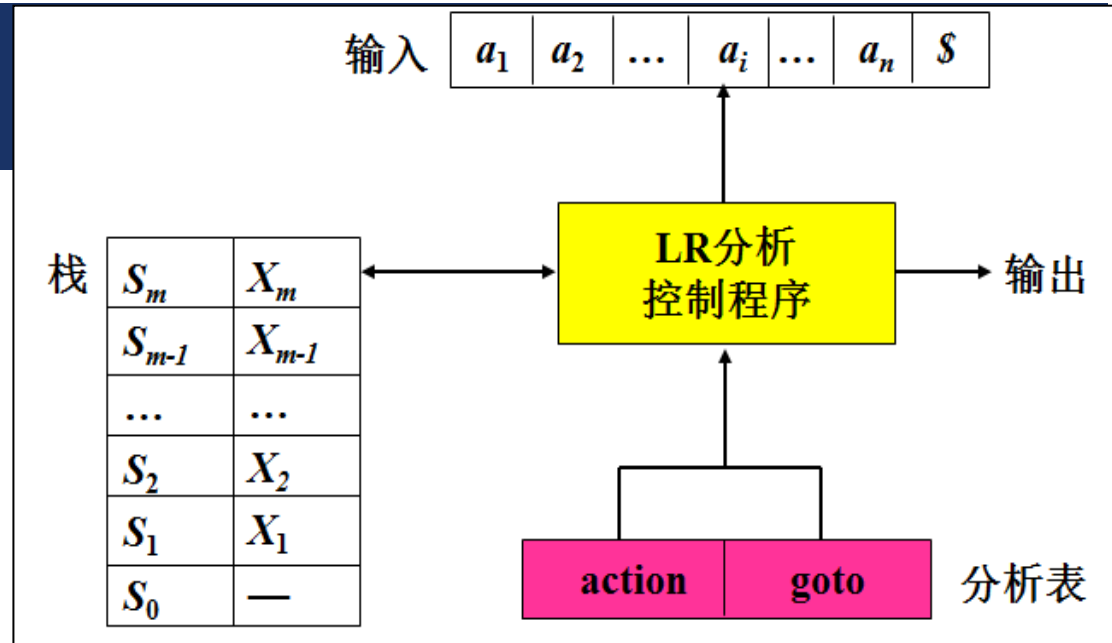 输入 a1 a2 … ai … an $
LR分析
控制程序
输出
栈
Sm Xm
Sm-1 Xm-1
… …
S2 X2
S1 X1
S0 —
action goto
分析表